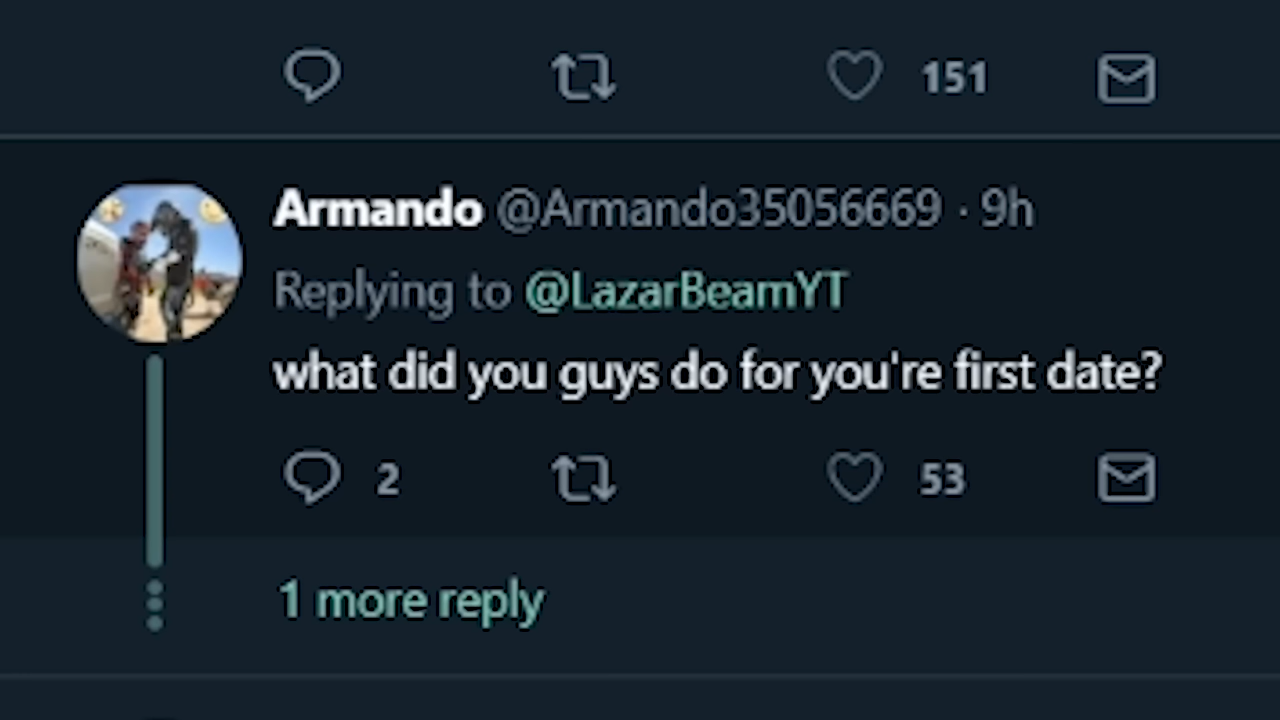 151
Armando @Armando35056669 · 9h
Replying to @LazarBeamYT
what did you guys do for you're first date?
2 53
1 more reply